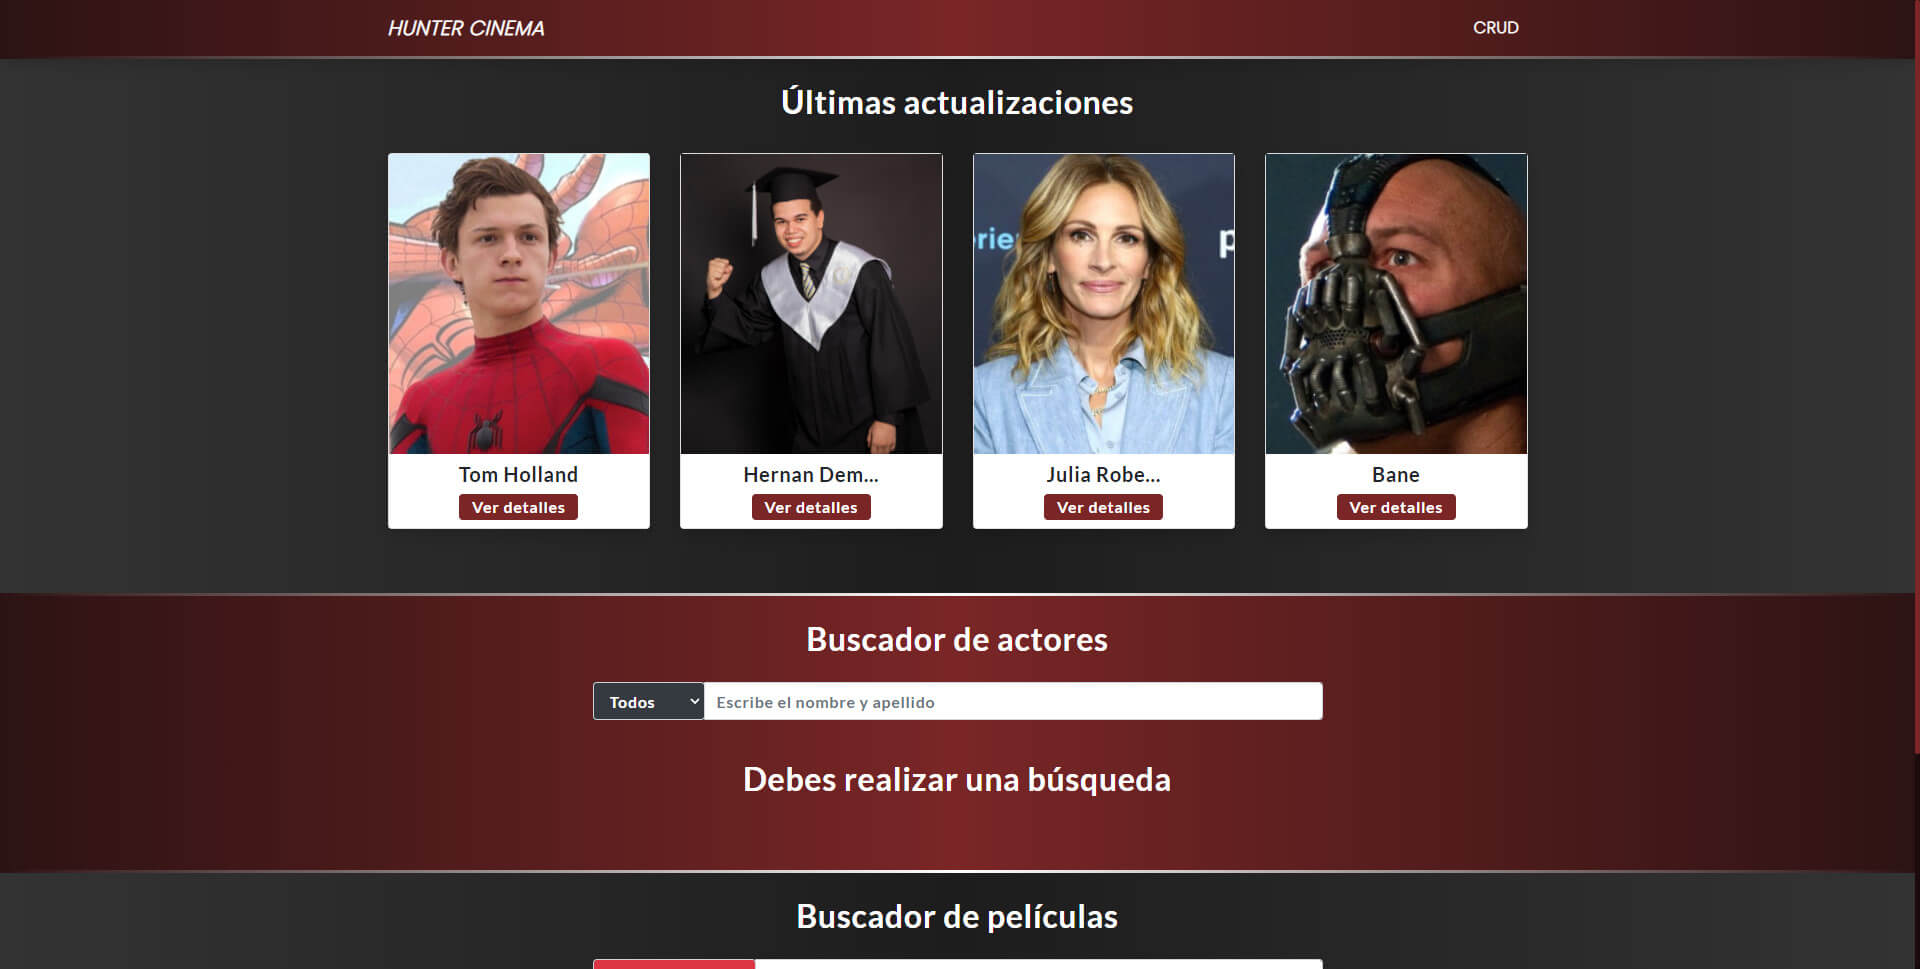 HUNTER CINEMA
CRUD
Últimas actualizaciones
Tom Holland
Ver detalles
Hernan Dem...
Ver detalles
Julia Robe...
Ver detalles
Bane
Ver detalles
Buscador de actores
Todos
Escribe el nombre y apellido
Debes realizar una búsqueda
Buscador de películas